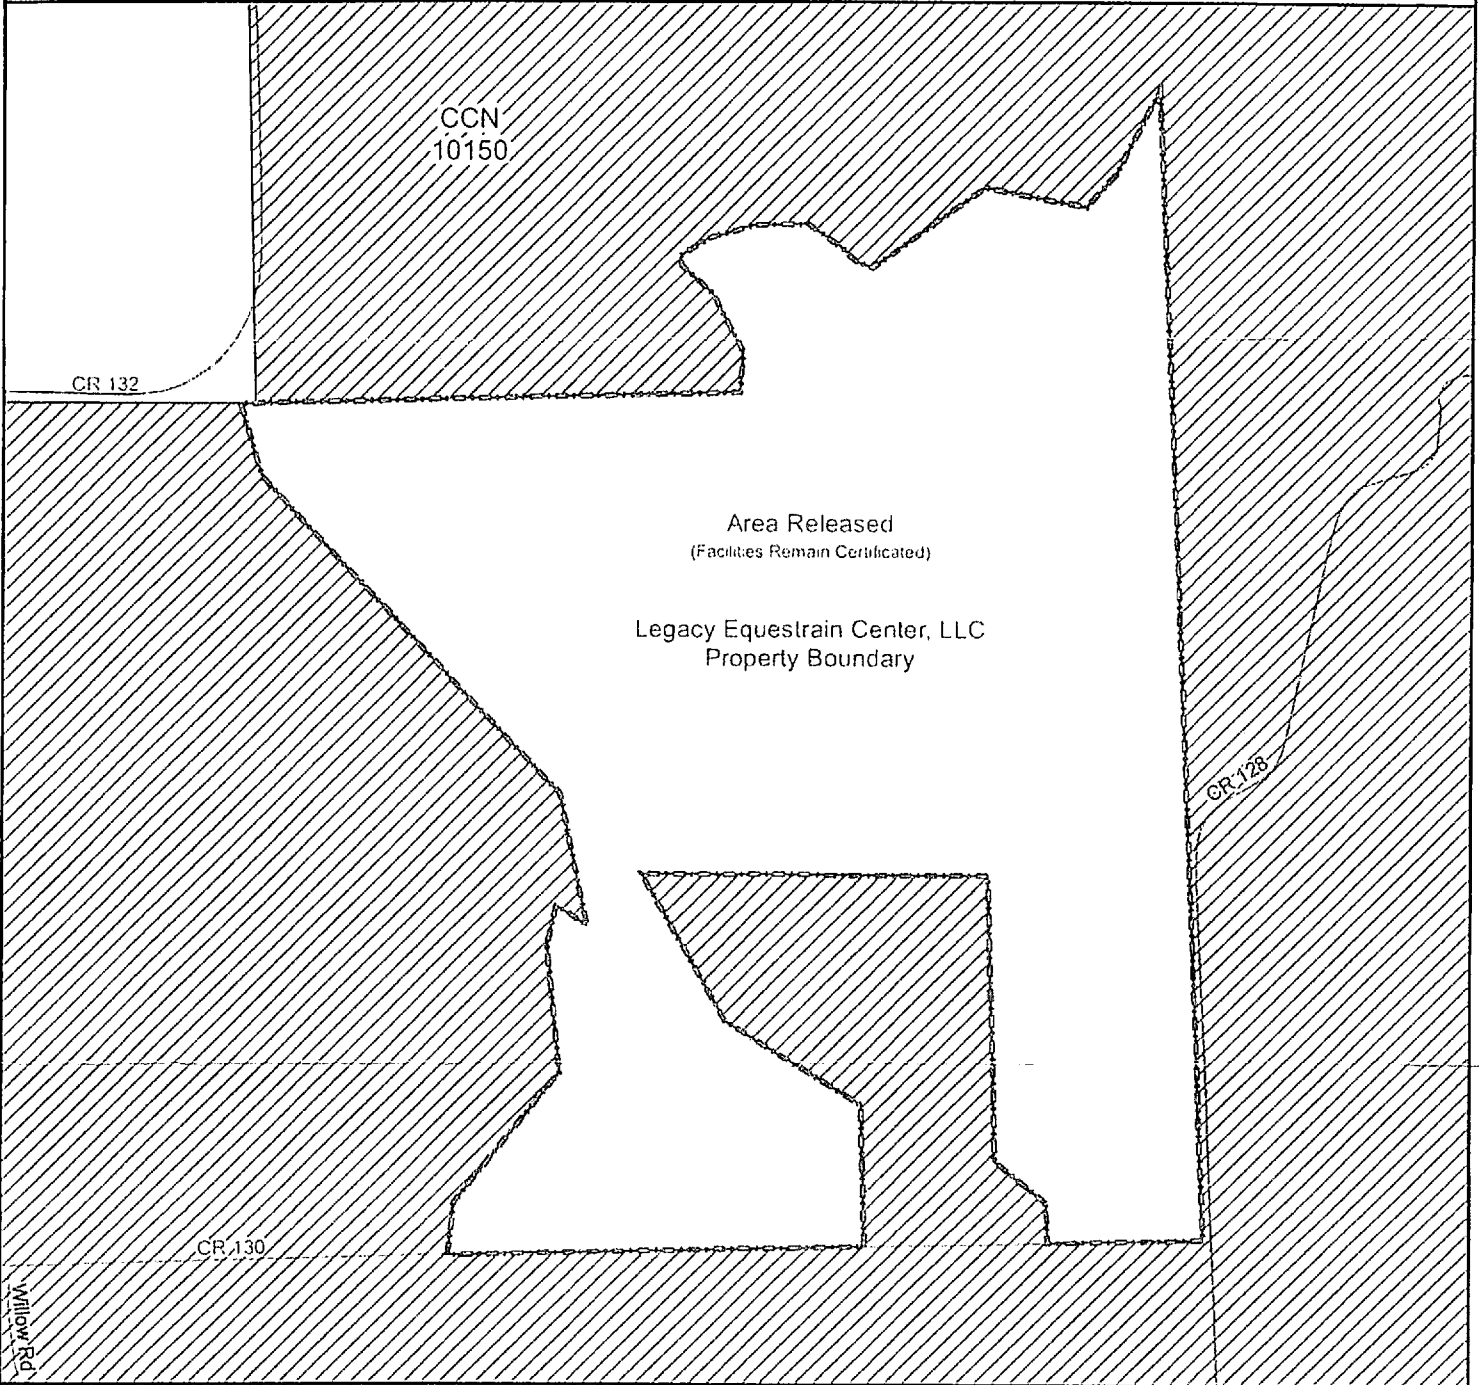 CCN
10150
CR 132
Area Released
(Facilities Remain Certificated)
Legacy Equestrain Center, LLC
Property Boundary
CR 128
CR 130
Willow Rd